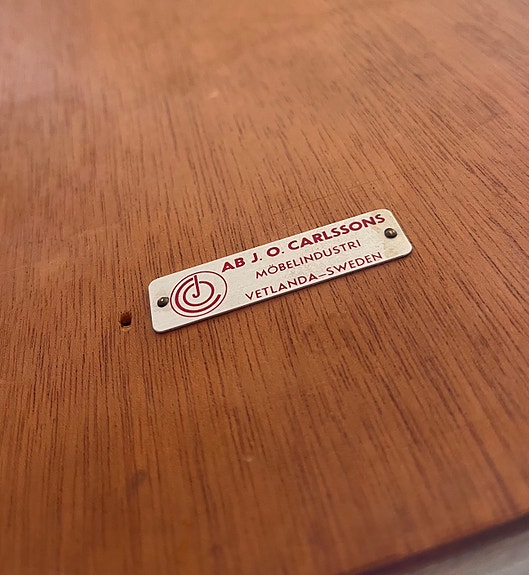 AB J. O. CARLSSONS
MÖBELINDUSTRI
VETLANDA–SWEDEN